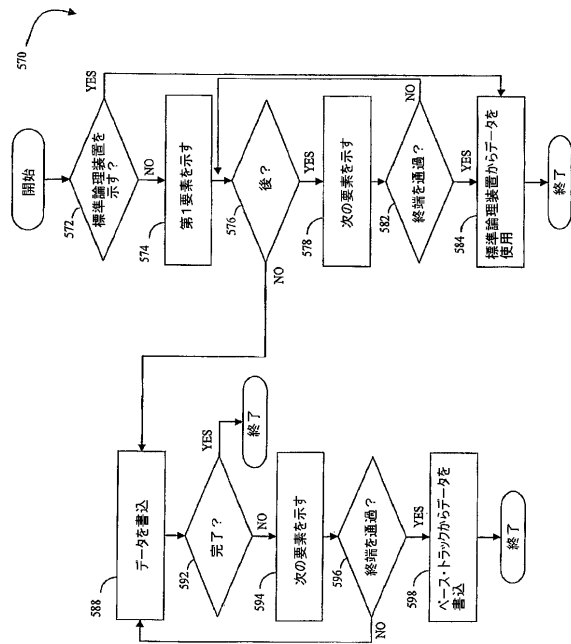 570
開始
572
標準論理装置を
示す?
YES
NO
574
第1要素を示す
576
後?
NO
YES
578
次の要素を示す
582
終端を通過?
NO
YES
584
標準論理装置からデータを
使用
終了
588
データを書込
592
完了?
YES
終了
NO
594
次の要素を示す
596
終端を通過?
NO
YES
598
ベース・トラックからデータを
書込
終了